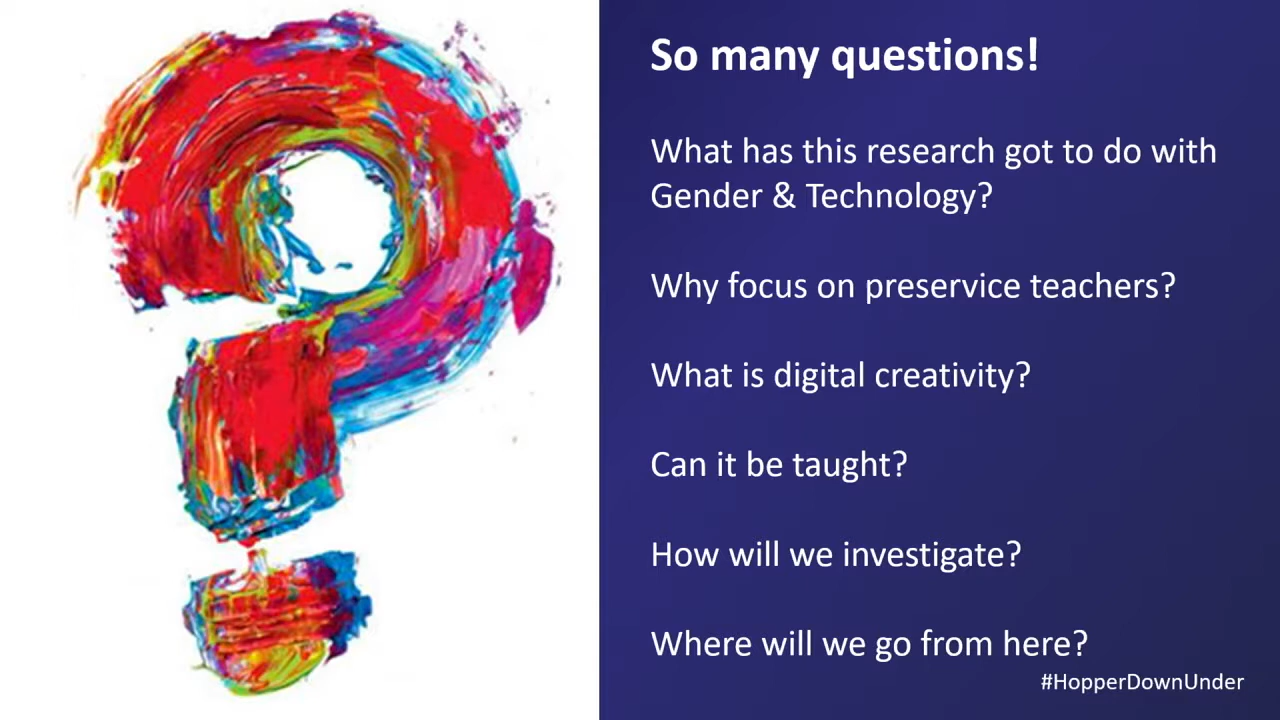 So many questions!
What has this research got to do with
Gender & Technology?
Why focus on preservice teachers?
What is digital creativity?
Can it be taught?
How will we investigate?
Where will we go from here?
#HopperDownUnder